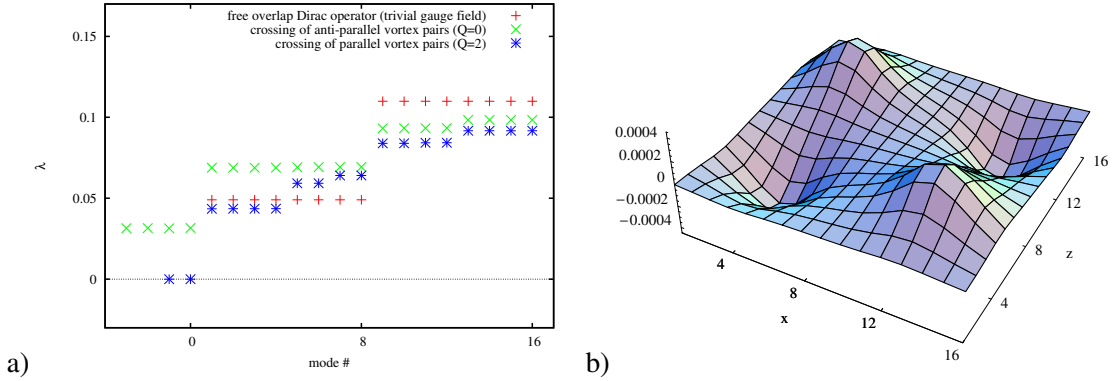 free overlap Dirac operator (trivial gauge field)
crossing of anti-parallel vortex pairs (Q=0)
crossing of parallel vortex pairs (Q=2)
0.15
0.1
0.05
0
λ
0 8 16
mode #
a)
0.0004
0.0002
0
−0.0002
−0.0004
4
8
12
16
x
4
8
12
16
z
b)